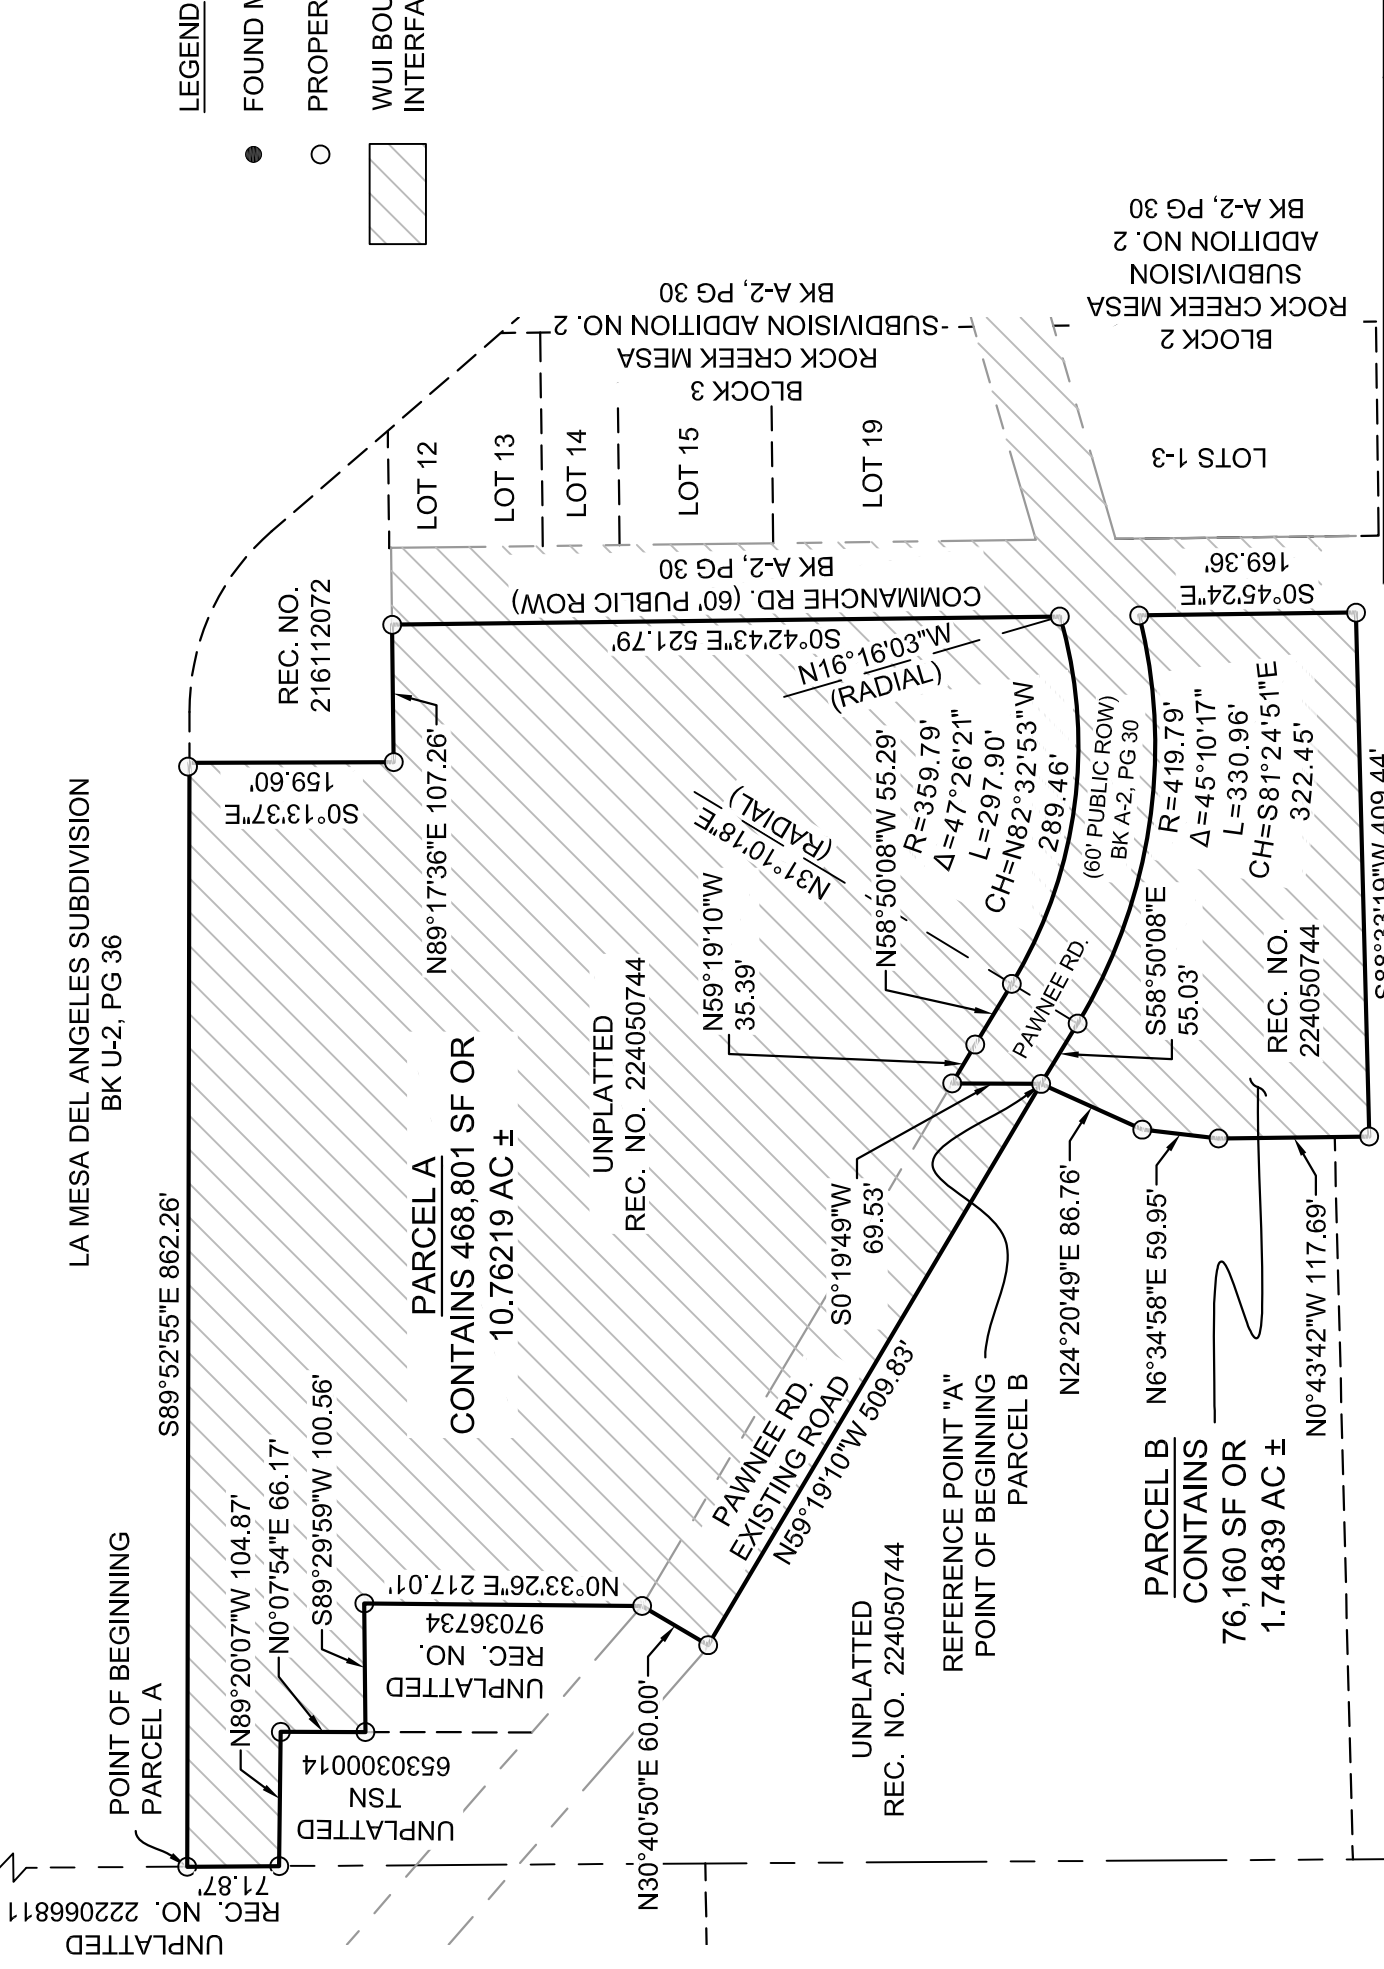 LEGEND
FOUND M
PROPER
WUI BOU
INTERFA
LA MESA DEL ANGELES SUBDIVISION
BK U-2, PG 36
POINT OF BEGINNING
PARCEL A
S89°52'55"E 862.26'
S0°13'37"E
159.60'
REC. NO.
216112072
N89°17'36"E 107.26'
UNPLATTED
REC. NO. 222066811
71.87'
N89°20'07"W 104.87'
N0°07'54"E 66.17'
S89°29'59"W 100.56'
UNPLATTED
TSN
6530300014
UNPLATTED
REC. NO.
97036734
N0°33'26"E 217.01'
N30°40'50"E 60.00'
PARCEL A
CONTAINS 468,801 SF OR
10.76219 AC ±
UNPLATTED
REC. NO. 224050744
LOT 12
LOT 13
LOT 14
LOT 15
LOT 19
BLOCK 3
ROCK CREEK MESA
SUBDIVISION ADDITION NO. 2
BK A-2, PG 30
COMMANCHE RD. (60' PUBLIC ROW)
BK A-2, PG 30
S0°42'43"E 521.79'
N16°16'03"W
(RADIAL)
N31°10'18"E
(RADIAL)
N59°19'10"W
35.39'
N58°50'08"W 55.29'
R=359.79'
Δ=47°26'21"
L=297.90'
CH=N82°32'53"W
289.46'
(60' PUBLIC ROW)
BK A-2, PG 30
PAWNEE RD.
R=419.79'
Δ=45°10'17"
L=330.96'
CH=S81°24'51"E
322.45'
S58°50'08"E
55.03'
S0°45'24"E
169.36'
LOTS 1-3
BLOCK 2
ROCK CREEK MESA
SUBDIVISION
ADDITION NO. 2
BK A-2, PG 30
PAWNEE RD.
EXISTING ROAD
N59°19'10"W 509.83'
S0°19'49"W
69.53'
UNPLATTED
REC. NO. 224050744
REFERENCE POINT "A"
POINT OF BEGINNING
PARCEL B
N24°20'49"E 86.76'
N6°34'58"E 59.95'
N0°43'42"W 117.69'
REC. NO.
224050744
S88°33'19"W 409.44'
PARCEL B
CONTAINS
76,160 SF OR
1.74839 AC ±